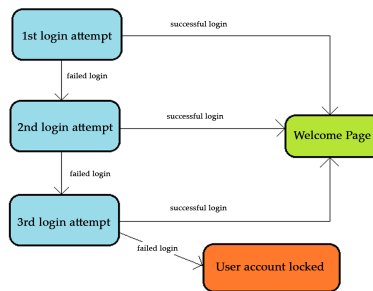 1st login attempt
successful login
failed login
2nd login attempt
successful login
Welcome Page
failed login
3rd login attempt
successful login
failed login
User account locked